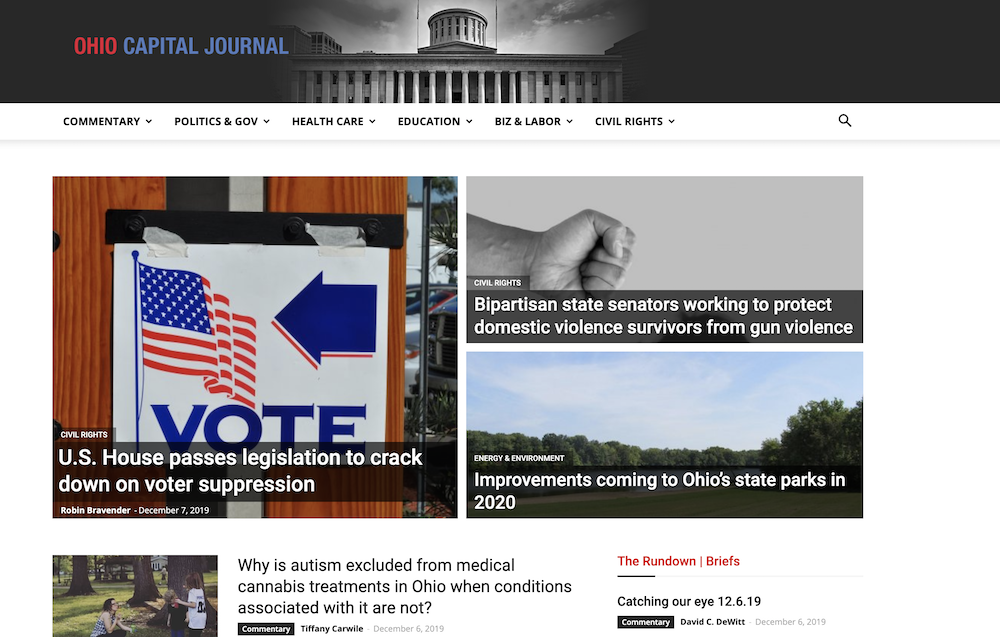 OHIO CAPITAL JOURNAL
COMMENTARY POLITICS & GOV HEALTH CARE EDUCATION BIZ & LABOR CIVIL RIGHTS
VOTE
CIVIL RIGHTS
U.S. House passes legislation to crack
down on voter suppression
Robin Bravender - December 7, 2019
CIVIL RIGHTS
Bipartisan state senators working to protect
domestic violence survivors from gun violence
ENERGY & ENVIRONMENT
Improvements coming to Ohio’s state parks in
2020
Why is autism excluded from medical
cannabis treatments in Ohio when conditions
associated with it are not?
Commentary Tiffany Carwile - December 6, 2019
The Rundown | Briefs
Catching our eye 12.6.19
Commentary David C. DeWitt - December 6, 2019